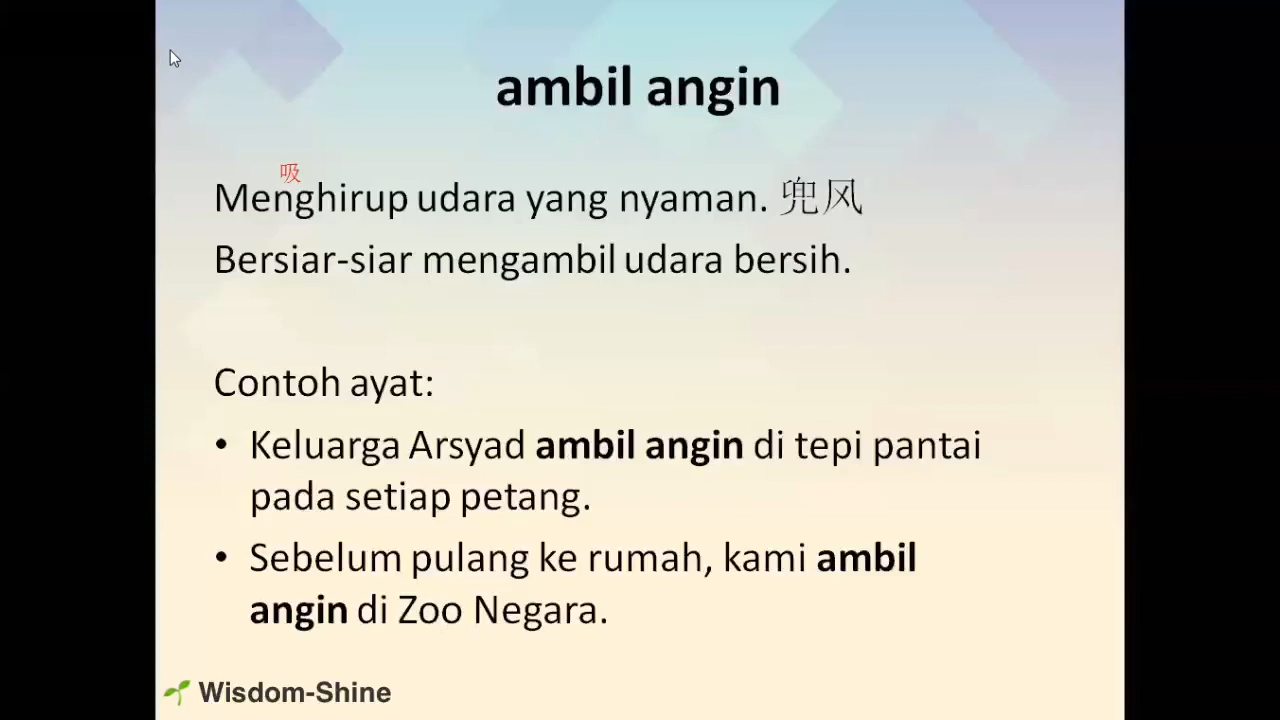 ambil angin
吸
Menghirup udara yang nyaman. 兜风
Bersiar-siar mengambil udara bersih.
Contoh ayat:
• Keluarga Arsyad ambil angin di tepi pantai
pada setiap petang.
• Sebelum pulang ke rumah, kami ambil
angin di Zoo Negara.
Wisdom-Shine